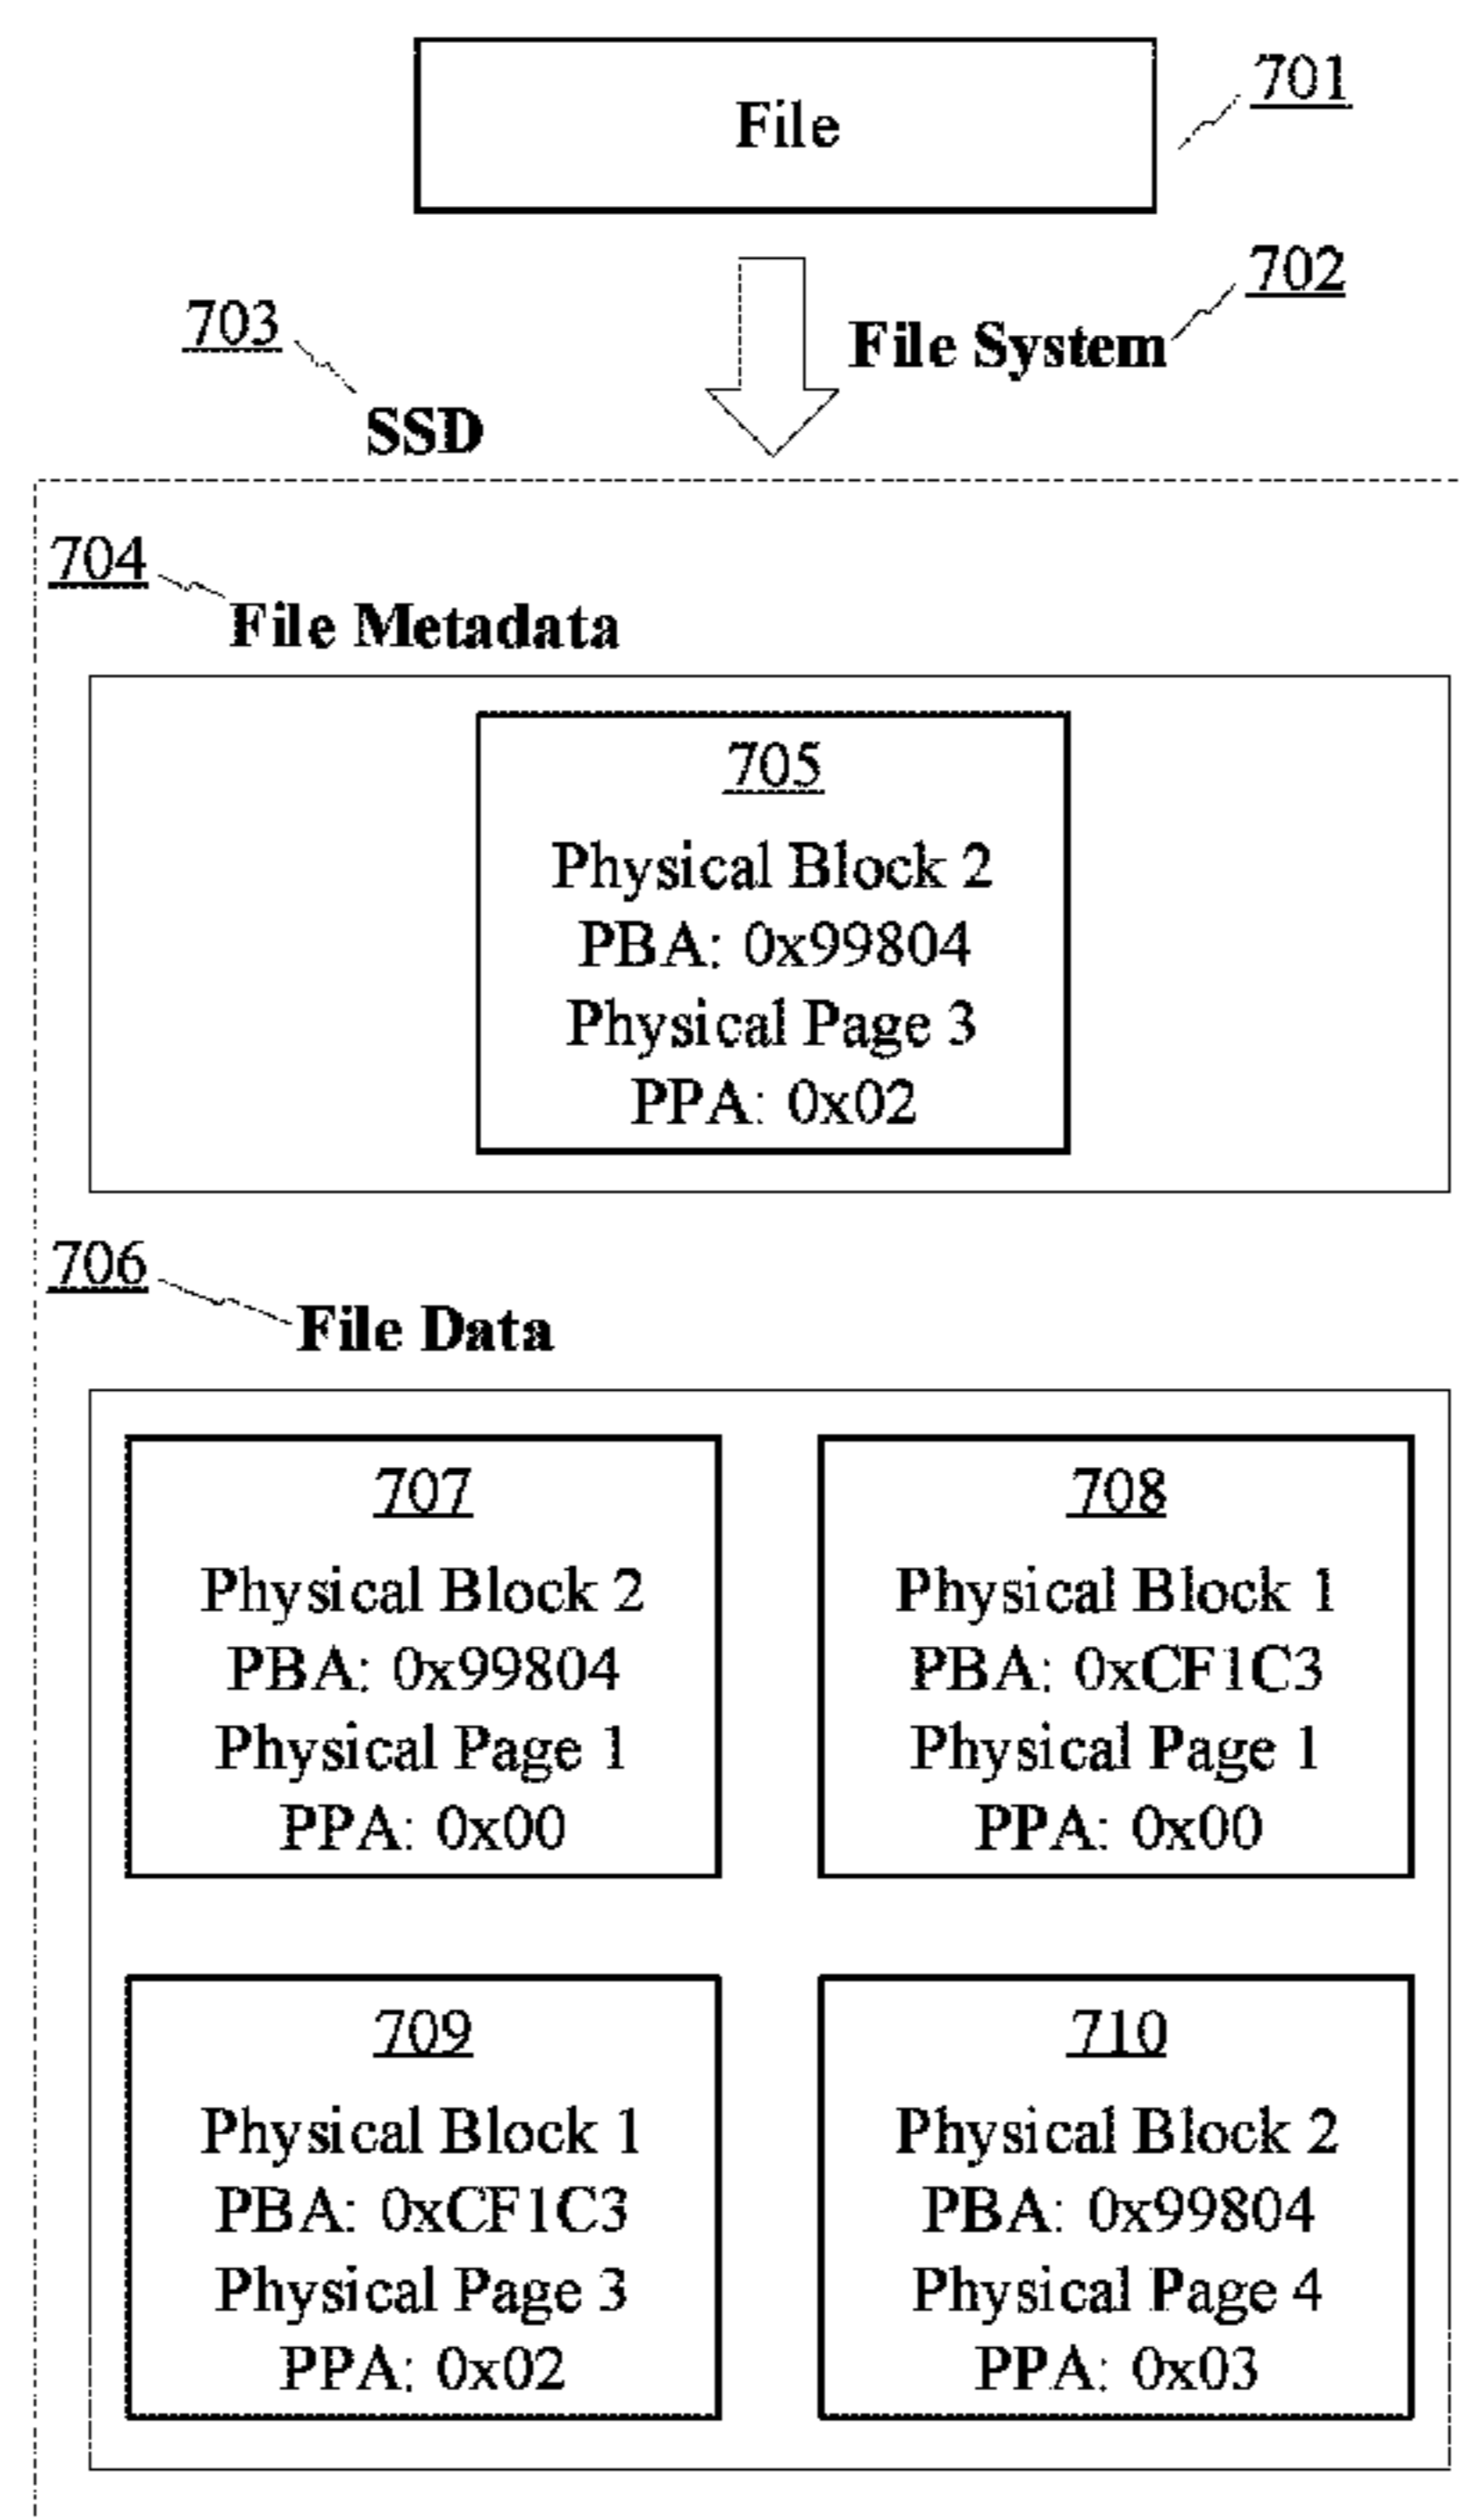 File
701
702
File System
703
SSD
704
File Metadata
705
Physical Block 2
PBA: 0x99804
Physical Page 3
PPA: 0x02
706
File Data
707
Physical Block 2
PBA: 0x99804
Physical Page 1
PPA: 0x00
708
Physical Block 1
PBA: 0xCF1C3
Physical Page 1
PPA: 0x00
709
Physical Block 1
PBA: 0xCF1C3
Physical Page 3
PPA: 0x02
710
Physical Block 2
PBA: 0x99804
Physical Page 4
PPA: 0x03